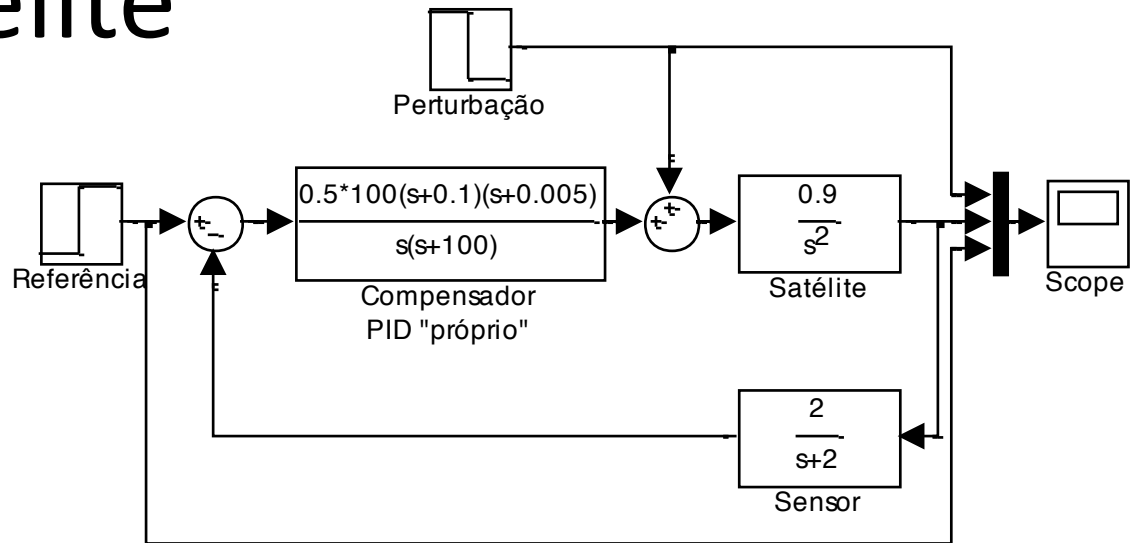 elite
Perturbação
Referência
+
-
0.5*100(s+0.1)(s+0.005)
s(s+100)
Compensador
PID "próprio"
+
+
0.9
s²
Satélite
Scope
2
s+2
Sensor